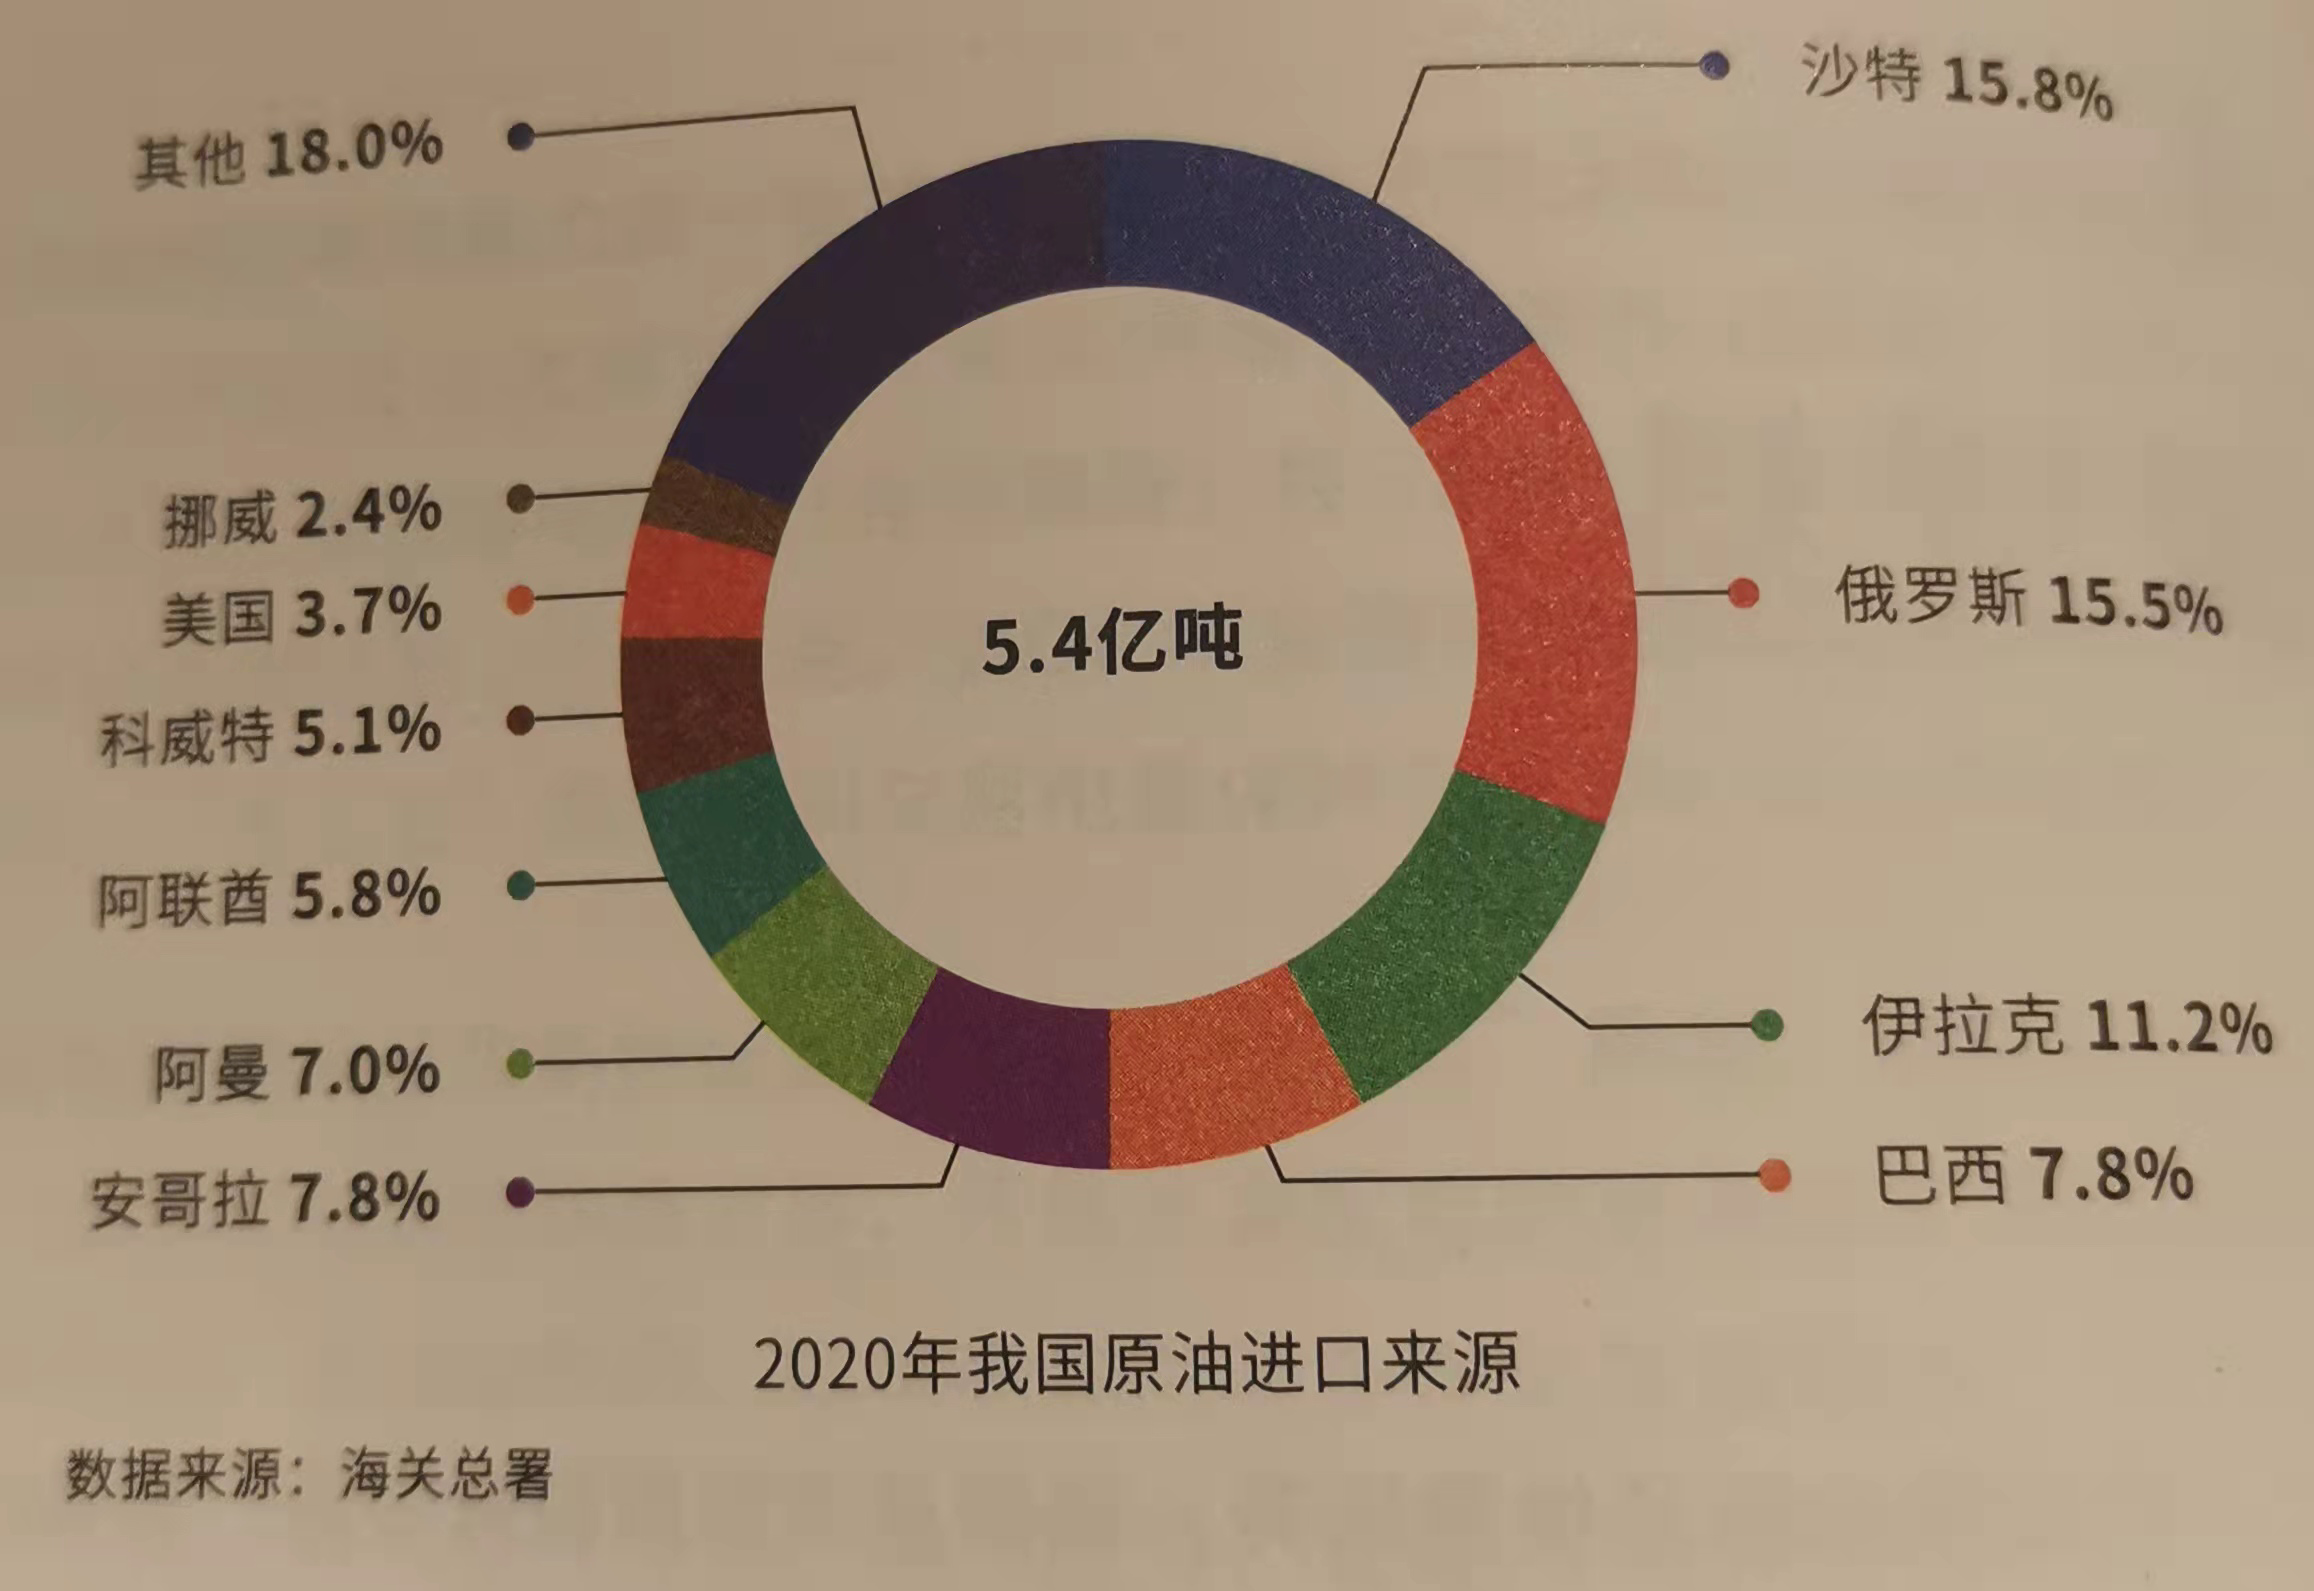 沙特 15.8%
其他 18.0%
挪威 2.4%
美国 3.7%
俄罗斯 15.5%
5.4亿吨
科威特 5.1%
阿联酋 5.8%
伊拉克 11.2%
阿曼 7.0%
巴西 7.8%
安哥拉 7.8%
2020年我国原油进口来源
数据来源：海关总署